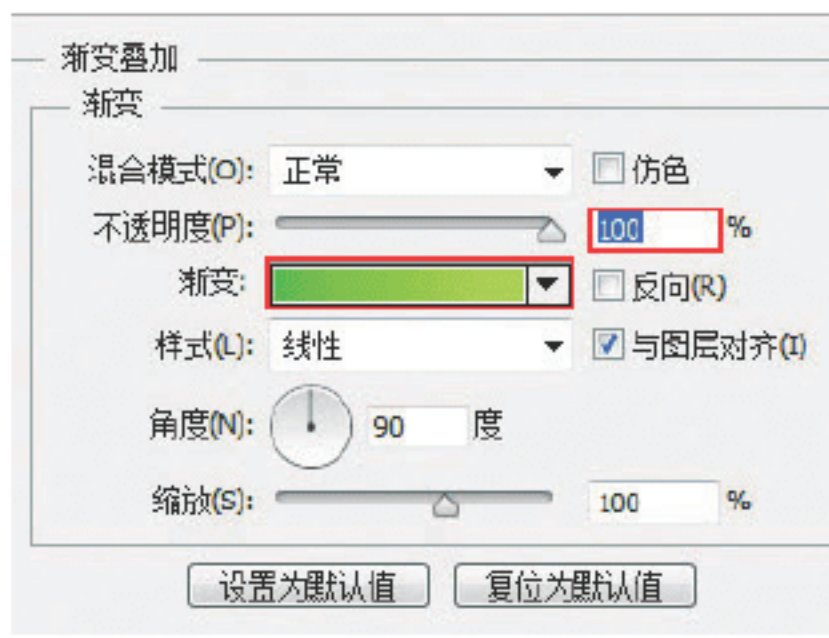 渐变叠加
渐变
混合模式(O): 正常 仿色
不透明度(P): 100 %
渐变: 反向(R)
样式(L): 线性 与图层对齐(I)
角度(N): 90 度
缩放(S): 100 %
设置为默认值 复位为默认值